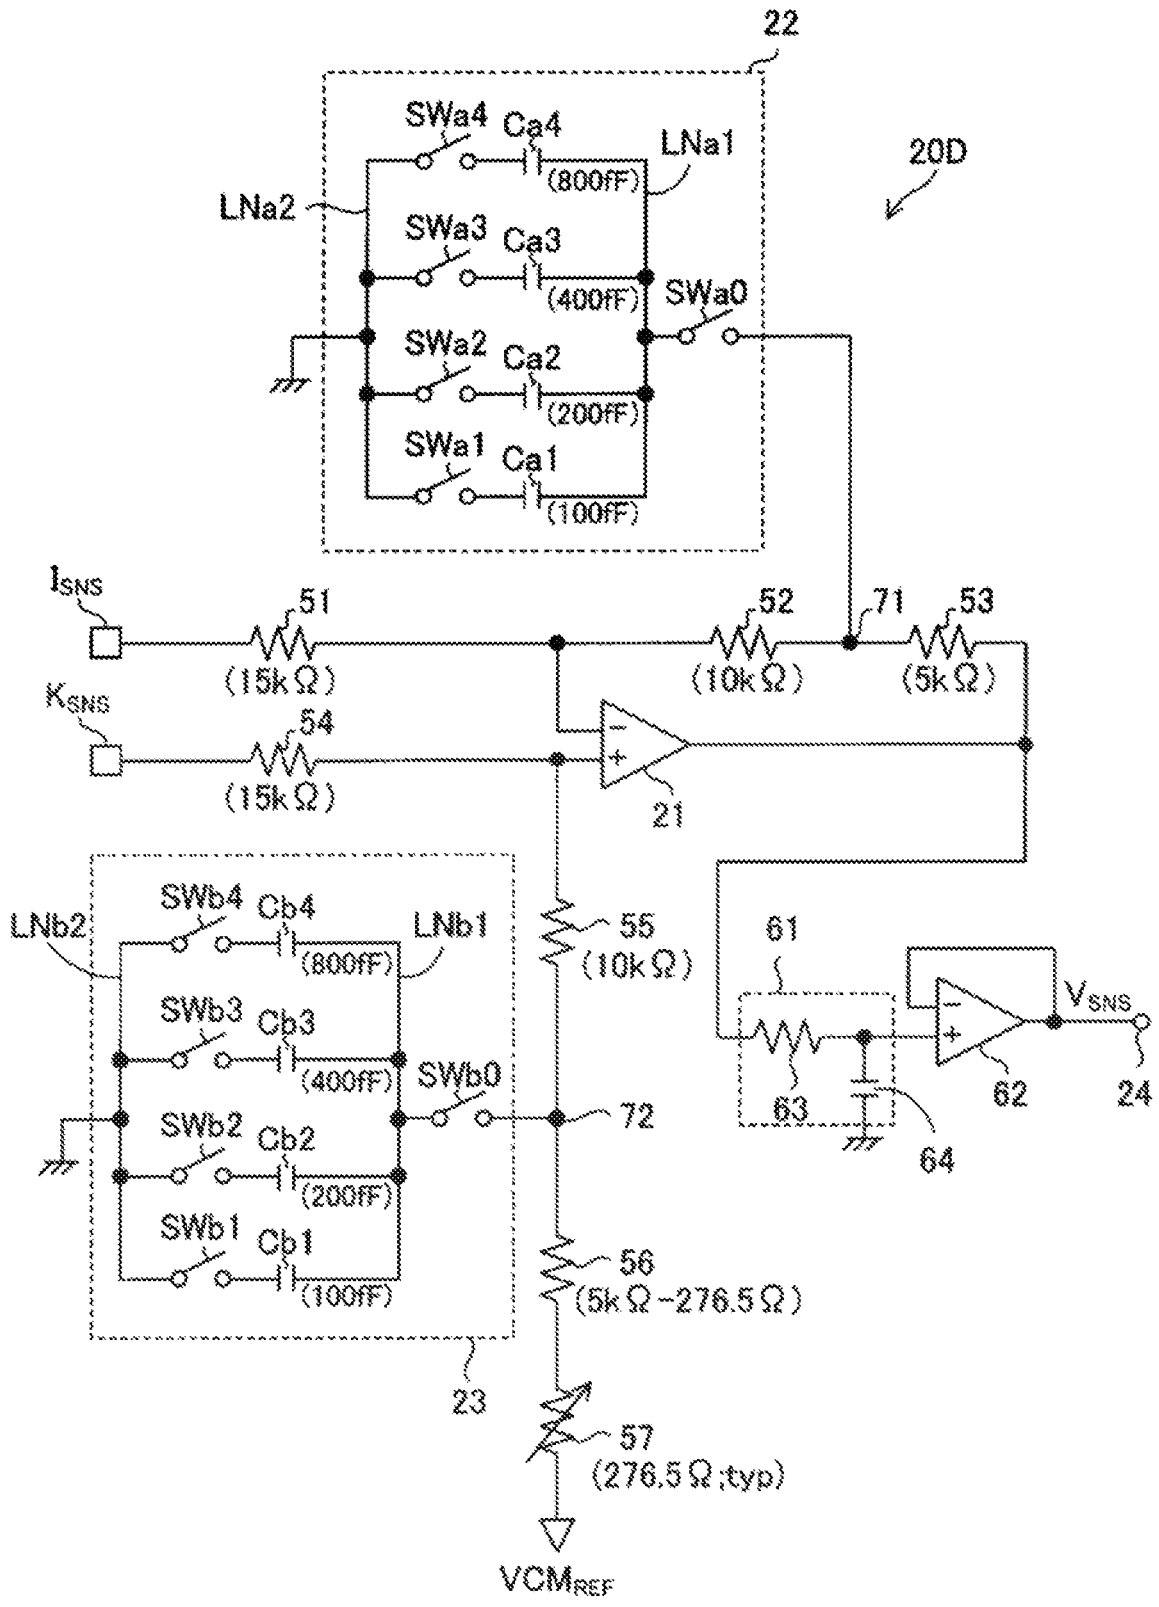 22
SWa4
Ca4
LNa1
(800fF)
20D
LNa2
SWa3
Ca3
(400fF)
SWa0
SWa2
Ca2
(200fF)
SWa1
Ca1
(100fF)
ISNS
51
52
71
53
(15kΩ)
(10kΩ)
(5kΩ)
KSNS
54
−
+
(15kΩ)
21
SWb4
Cb4
LNb2
LNb1
(800fF)
55
(10kΩ)
61
SWb3
Cb3
(400fF)
SWb0
−
+
VSNS
63
62
24
SWb2
Cb2
(200fF)
72
64
SWb1
Cb1
(100fF)
56
(5kΩ−276.5Ω)
23
57
(276.5Ω;typ)
VCMREF